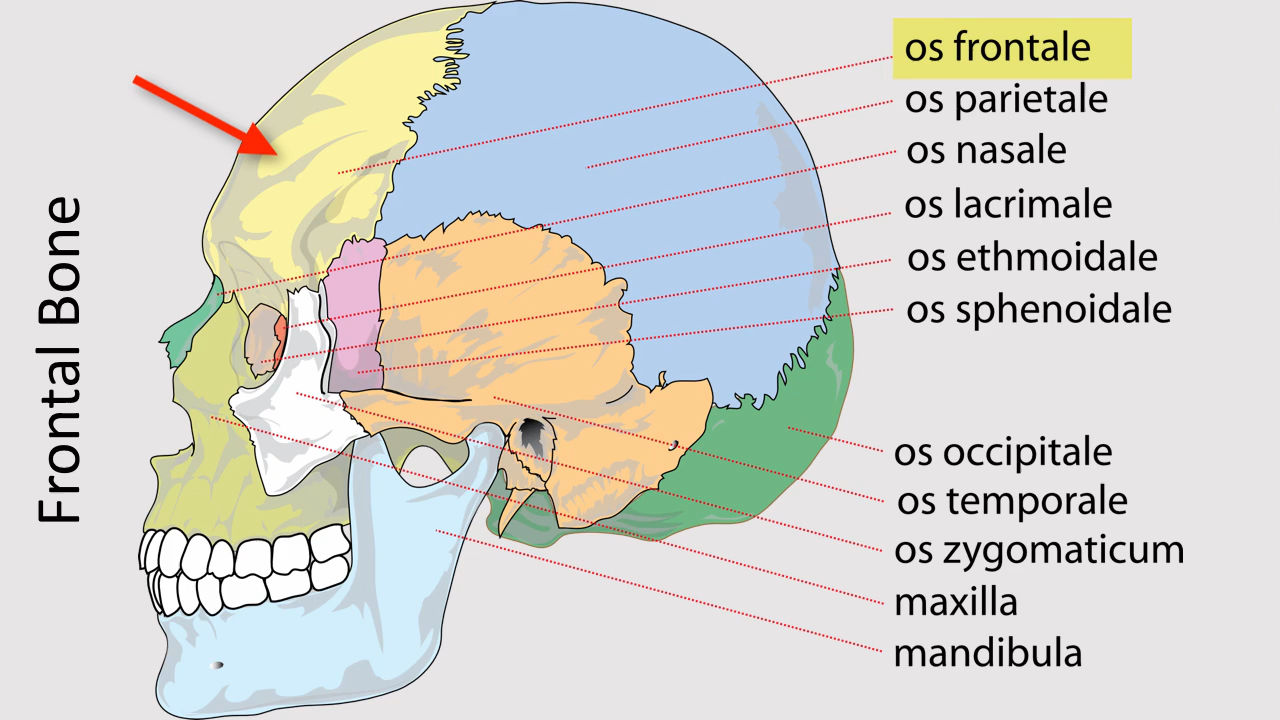 Frontal Bone
os frontale
os parietale
os nasale
os lacrimale
os ethmoidale
os sphenoidale
os occipitale
os temporale
os zygomaticum
maxilla
mandibula